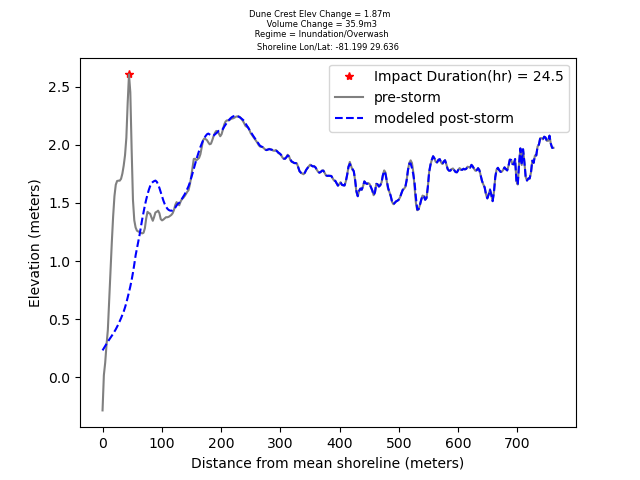 Dune Crest Elev Change = 1.87m
Volume Change = 35.9m3
Regime = Inundation/Overwash
Shoreline Lon/Lat: -81.199 29.636
Impact Duration(hr) = 24.5
pre-storm
modeled post-storm
2.5
2.0
1.5
1.0
0.5
0.0
Elevation (meters)
0 100 200 300 400 500 600 700
Distance from mean shoreline (meters)